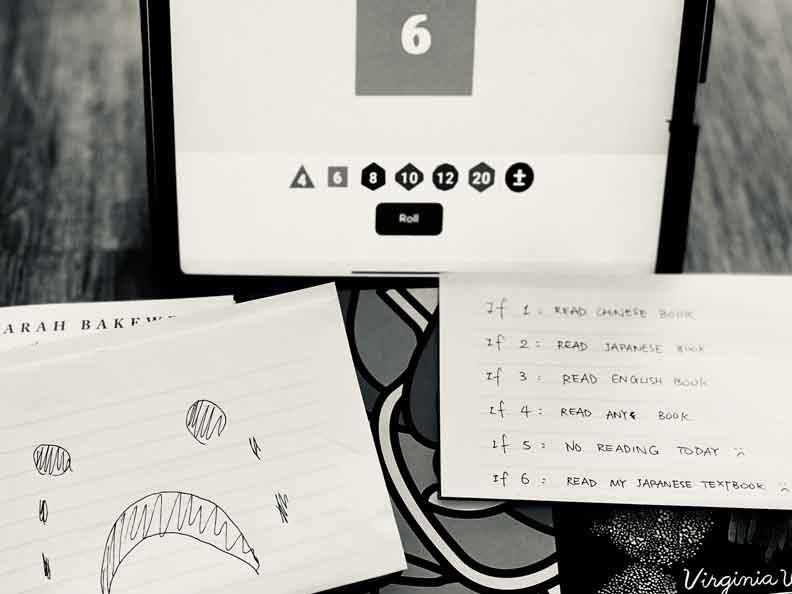 6
4 6 8 10 12 20 ±
Roll
ARAH BAKEW
If 1 : READ CHINESE BOOK
If 2 : READ JAPANESE BOOK
If 3 : READ ENGLISH BOOK
If 4 : READ ANY BOOK
If 5 : NO READING TODAY :(
If 6 : READ MY JAPANESE TEXTBOOK :(
Virginia W